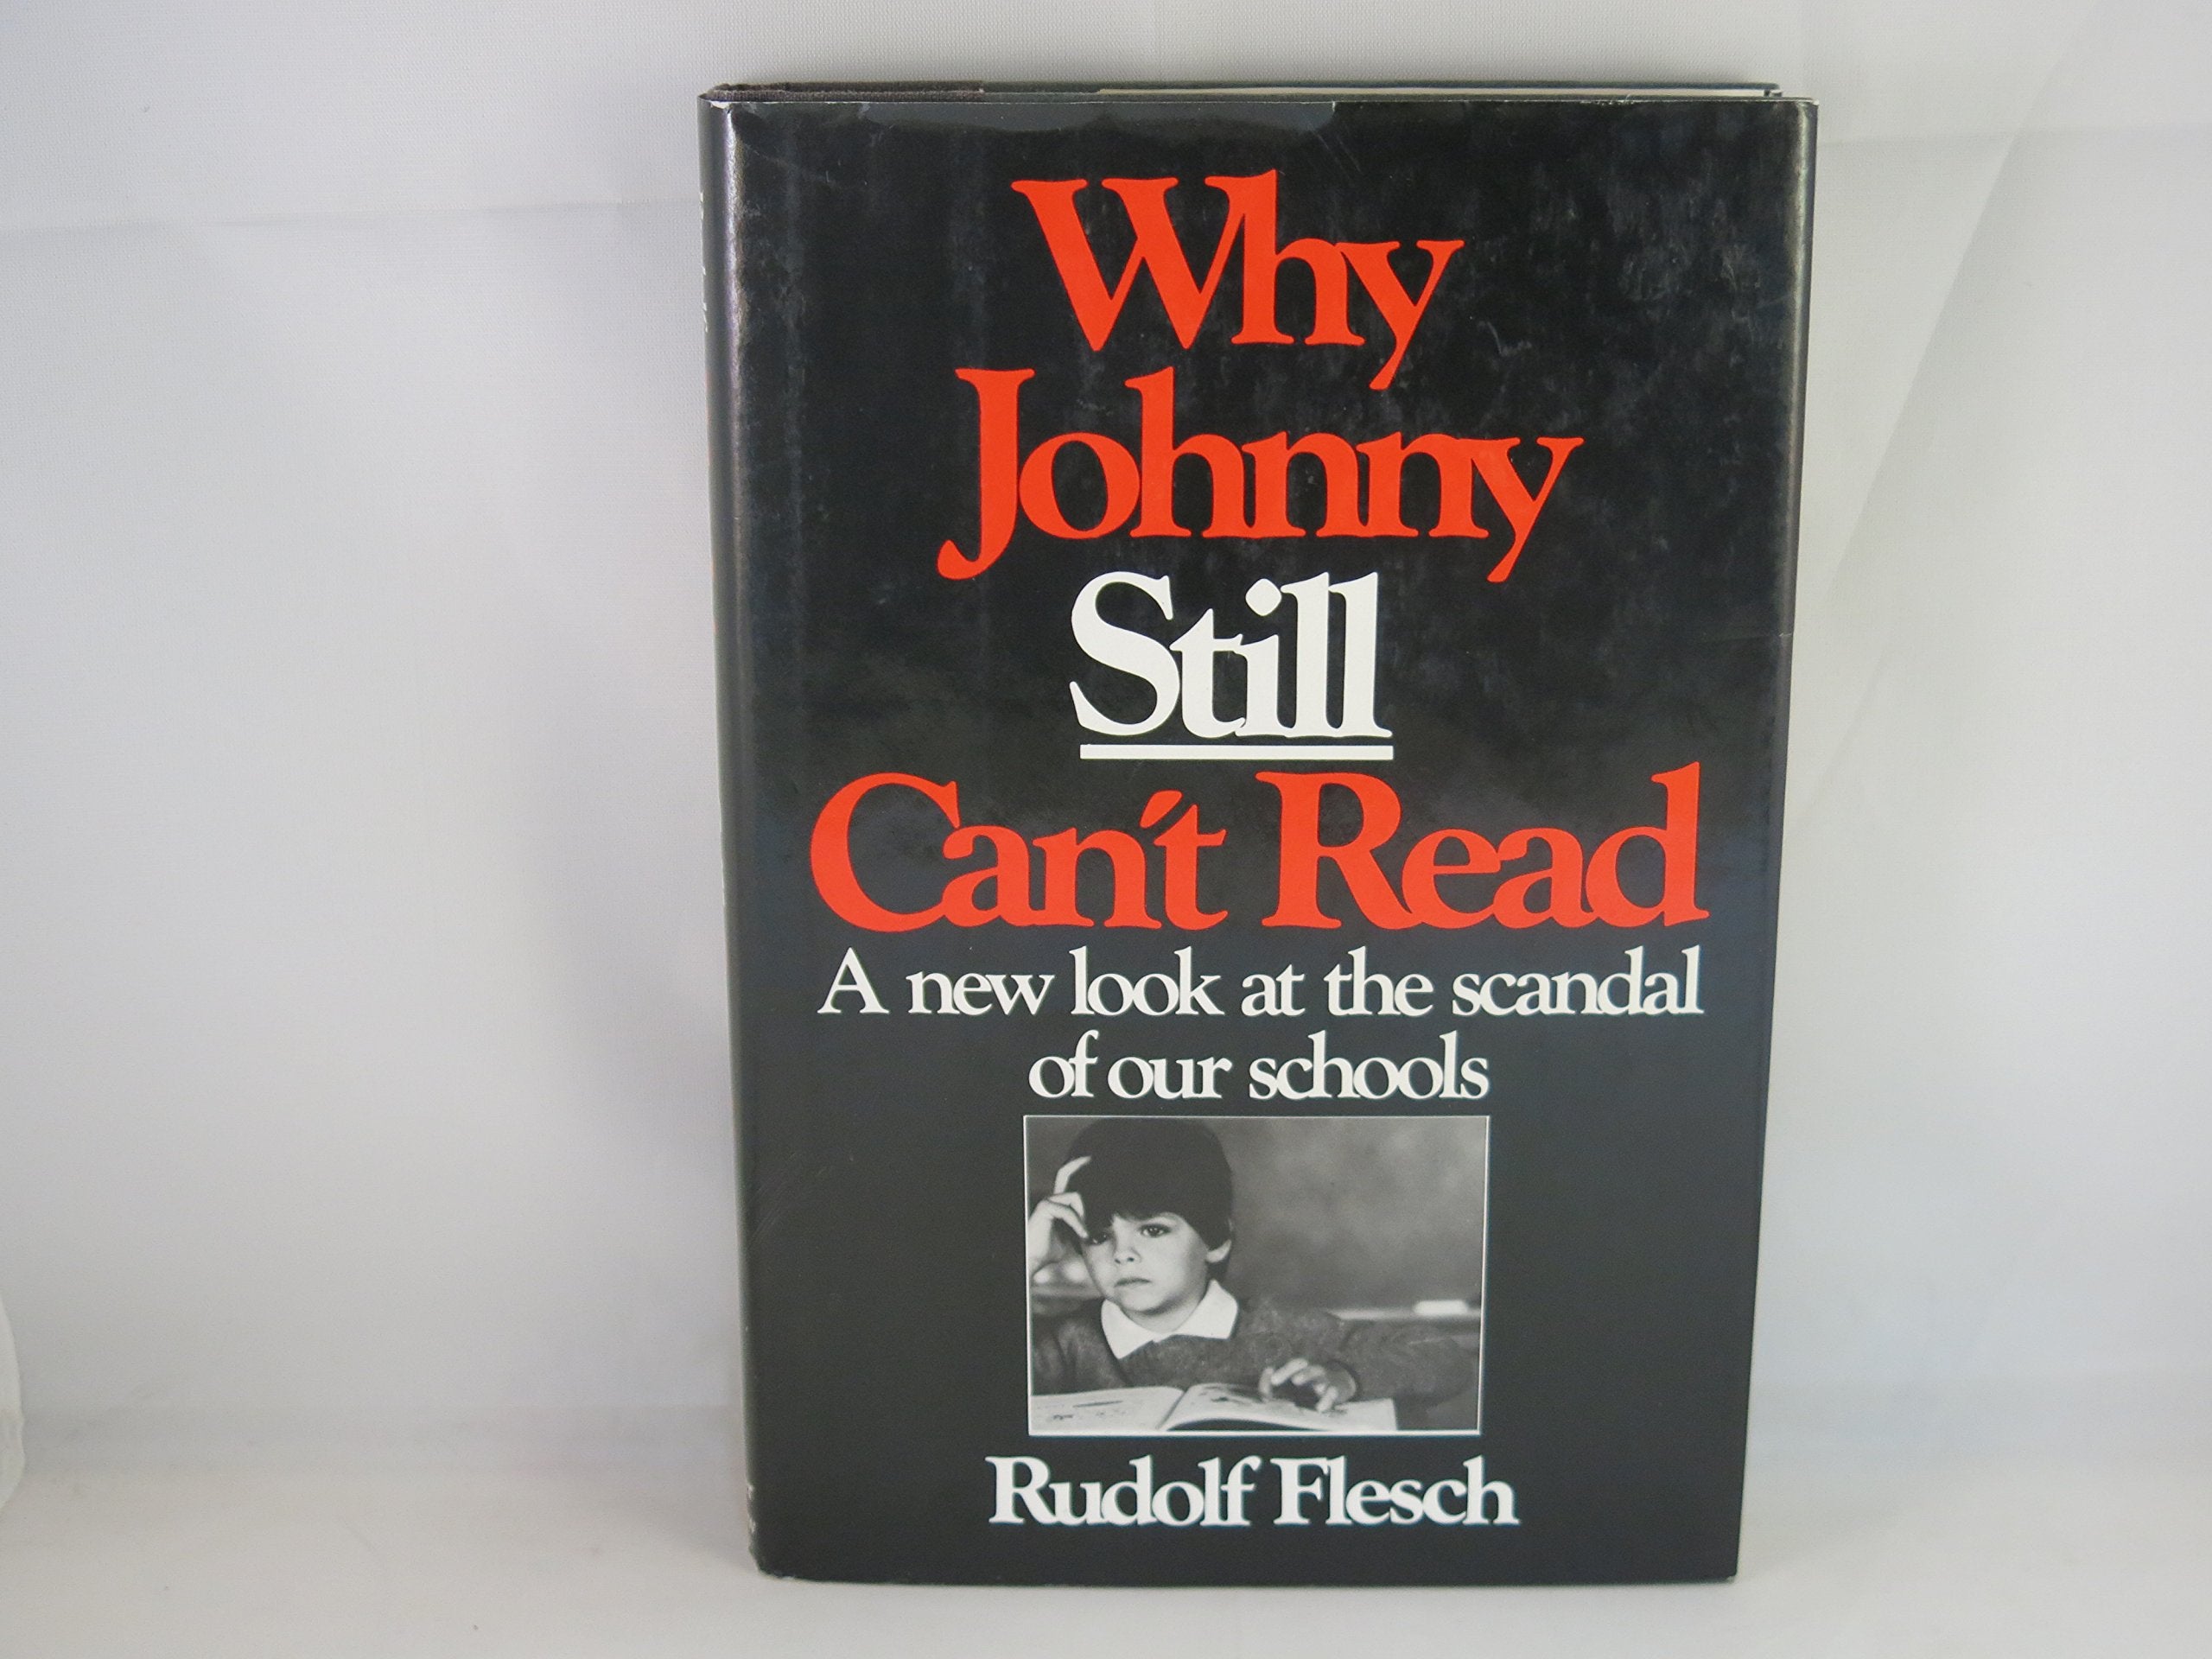 Why
Johnny
Still
Can't Read
A new look at the scandal
of our schools
Rudolf Flesch